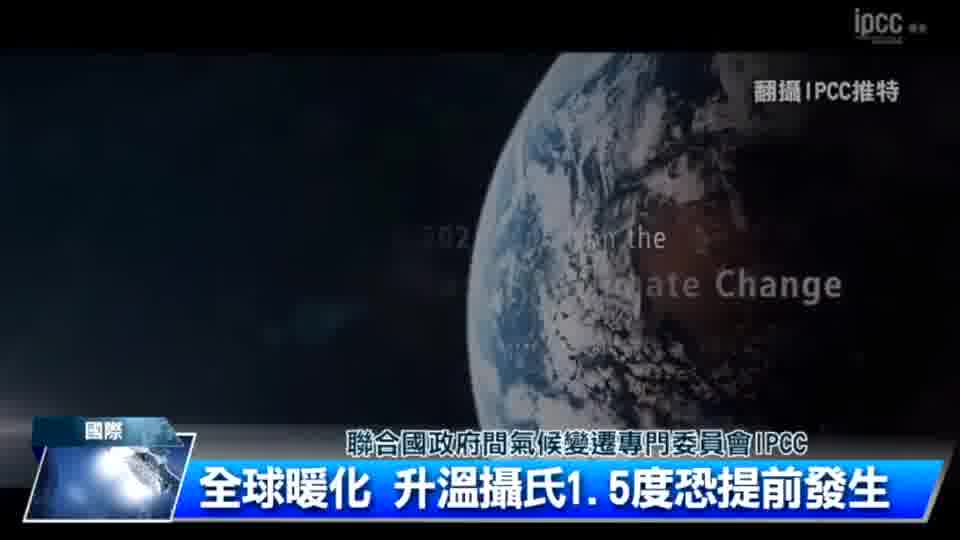 ipcc
翻攝IPCC推特
in the
mate Change
國際
聯合國政府間氣候變遷專門委員會IPCC
全球暖化 升溫攝氏1.5度恐提前發生